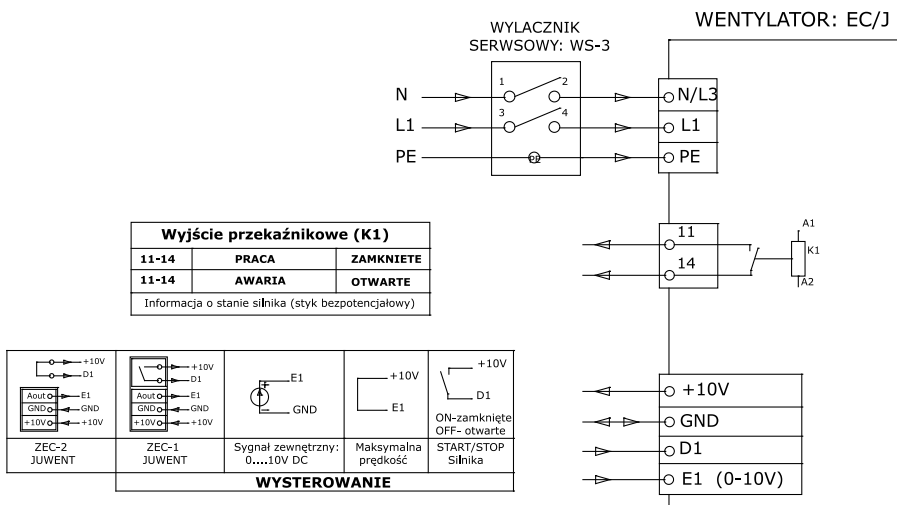 WENTYLATOR: EC/J
WYLACZNIK
SERWSOWY: WS-3
1 2
N N/L3
3 4
L1 L1
PE PE PE
Wyjście przekaźnikowe (K1)
11-14 PRACA ZAMKNIETE
11-14 AWARIA OTWARTE
Informacja o stanie silnika (styk bezpotencjałowy)
11
14
A1
K1
A2
+10V
D1
Aout E1
GND GND
+10V +10V
ZEC-2
JUWENT
+10V
D1
Aout E1
GND GND
+10V +10V
ZEC-1
JUWENT
E1
+
–
GND
Sygnał zewnętrzny:
0....10V DC
+10V
E1
Maksymalna
prędkość
+10V
D1
ON-zamknięte
OFF- otwarte
START/STOP
Silnika
WYSTEROWANIE
+10V
GND
D1
E1 (0-10V)